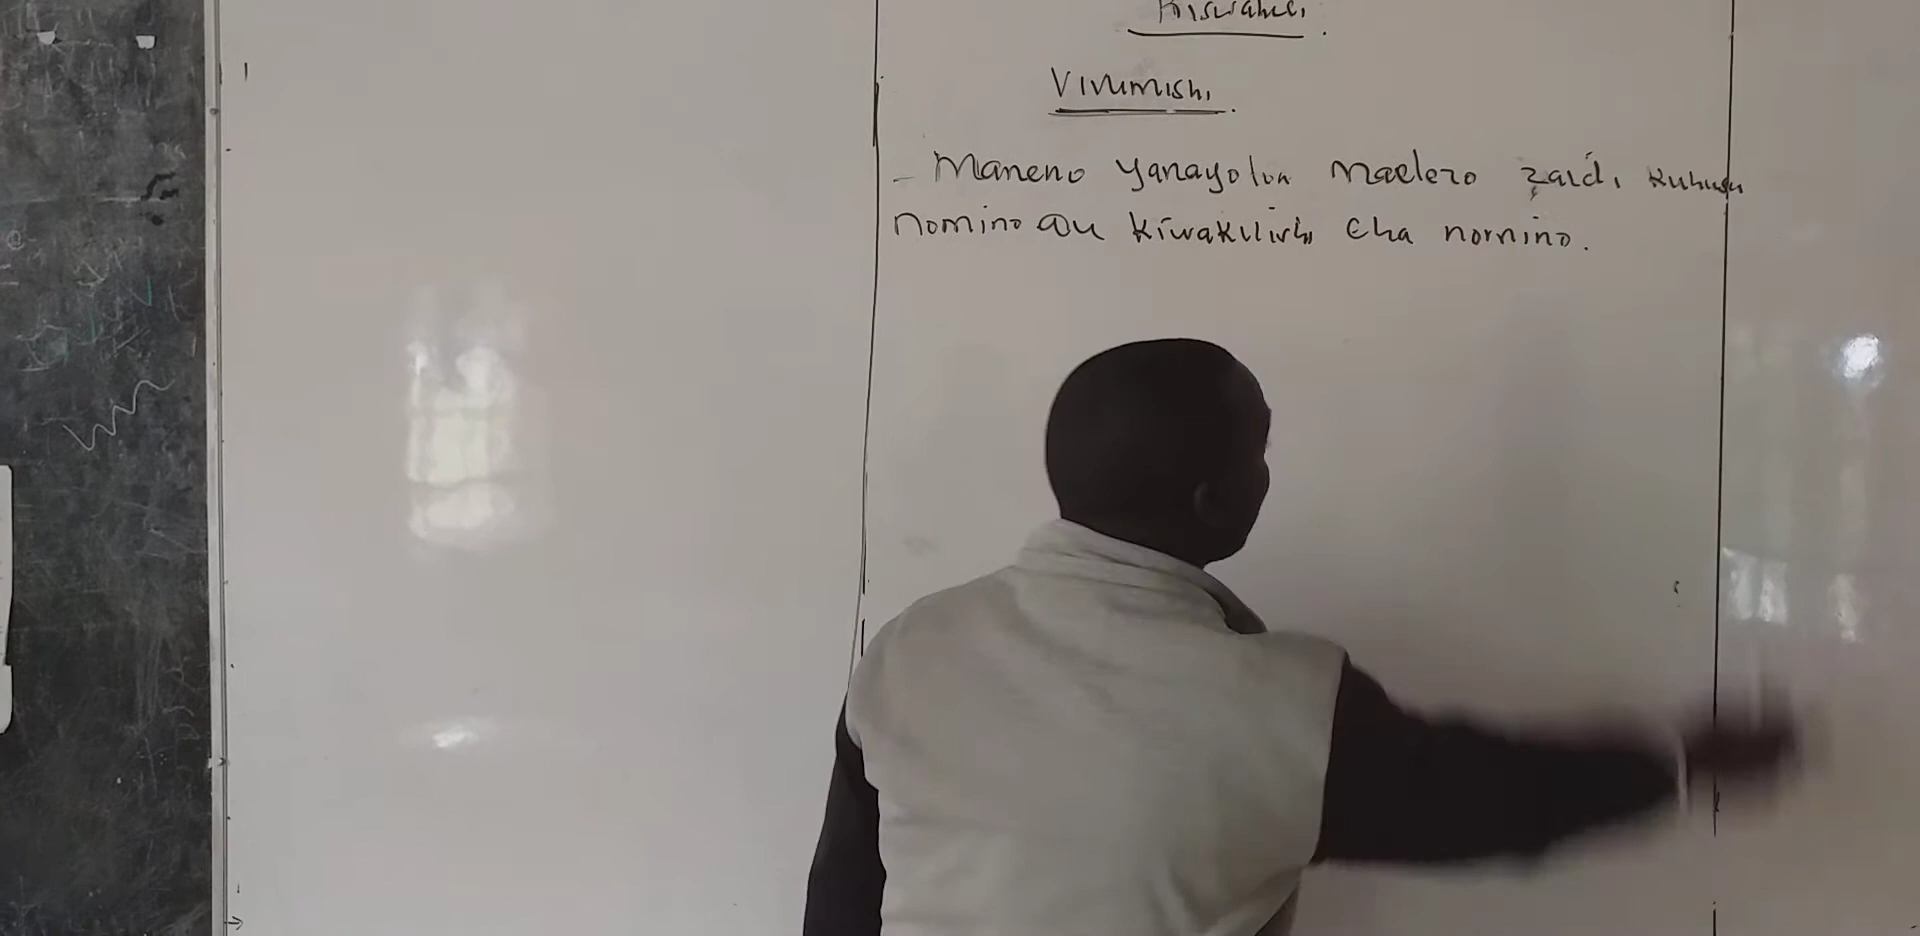 Kiswahili
Vivumishi.
- Maneno yanayotoa maelezo zaidi kuhusu
nomino au kiwakilishi cha nomino.